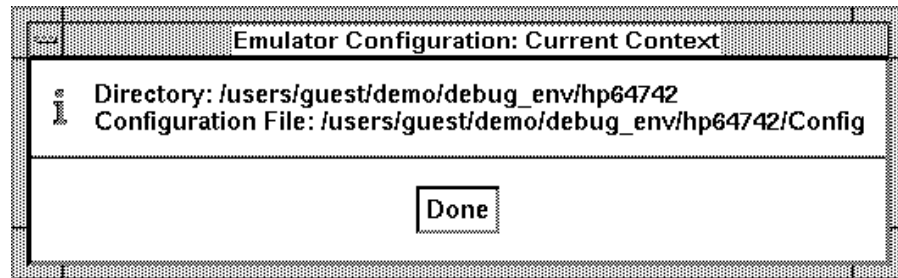 Emulator Configuration: Current Context
Directory: /users/guest/demo/debug_env/hp64742
Configuration File: /users/guest/demo/debug_env/hp64742/Config
Done